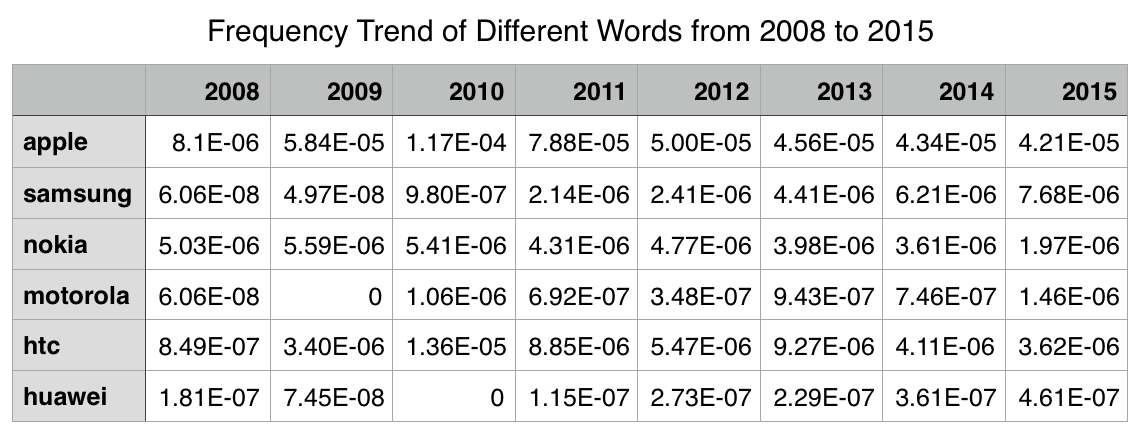 Frequency Trend of Different Words from 2008 to 2015
2008 2009 2010 2011 2012 2013 2014 2015
apple 8.1E-06 5.84E-05 1.17E-04 7.88E-05 5.00E-05 4.56E-05 4.34E-05 4.21E-05
samsung 6.06E-08 4.97E-08 9.80E-07 2.14E-06 2.41E-06 4.41E-06 6.21E-06 7.68E-06
nokia 5.03E-06 5.59E-06 5.41E-06 4.31E-06 4.77E-06 3.98E-06 3.61E-06 1.97E-06
motorola 6.06E-08 0 1.06E-06 6.92E-07 3.48E-07 9.43E-07 7.46E-07 1.46E-06
htc 8.49E-07 3.40E-06 1.36E-05 8.85E-06 5.47E-06 9.27E-06 4.11E-06 3.62E-06
huawei 1.81E-07 7.45E-08 0 1.15E-07 2.73E-07 2.29E-07 3.61E-07 4.61E-07